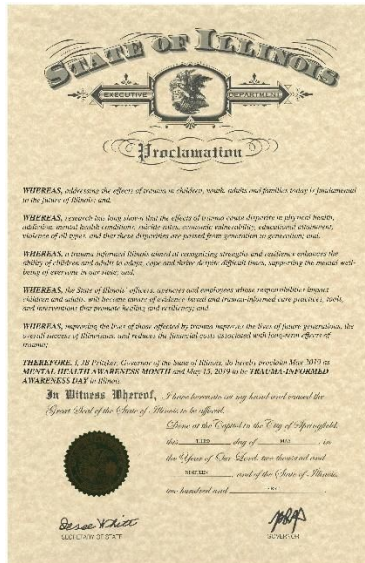 STATE OF ILLINOIS
EXECUTIVE DEPARTMENT
Proclamation
WHEREAS, addressing the effects of trauma in children, youth, adults and families today is fundamental
to the future of Illinois; and
WHEREAS, research has long shown that the effects of trauma cause disparities in physical health,
addiction, mental health conditions, suicide rates, economic vulnerability, educational attainment,
violence of all types, and that these disparities are passed from generation to generation; and,
WHEREAS, a trauma informed Illinois aimed at recognizing strengths and resilience enhances the
ability of children and adults to adapt, cope and thrive despite difficult times, supporting the mental well-
being of everyone in our state; and,
WHEREAS, the State of Illinois' officers, agencies and employees whose responsibilities impact
children and adults, will become aware of evidence-based and trauma-informed care practices, tools,
and interventions that promote healing and resiliency; and
WHEREAS, improving the lives of those affected by trauma improves the lives of future generations, the
overall success of Illinoisans, and reduces the financial costs associated with long-term effects of
trauma;
THEREFORE, I, JB Pritzker, Governor of the State of Illinois, do hereby proclaim May 2019 as
MENTAL HEALTH AWARENESS MONTH and May 15, 2019 to be TRAUMA-INFORMED
AWARENESS DAY in Illinois.
In Witness Whereof, I have hereunto set my hand and caused the
Great Seal of the State of Illinois to be affixed.
Done at the Capitol in the City of Springfield,
this THIRD day of MAY, in
the Year of Our Lord, two thousand and
NINETEEN, and of the State of Illinois,
two hundred and
Jesse White
SECRETARY OF STATE
GOVERNOR